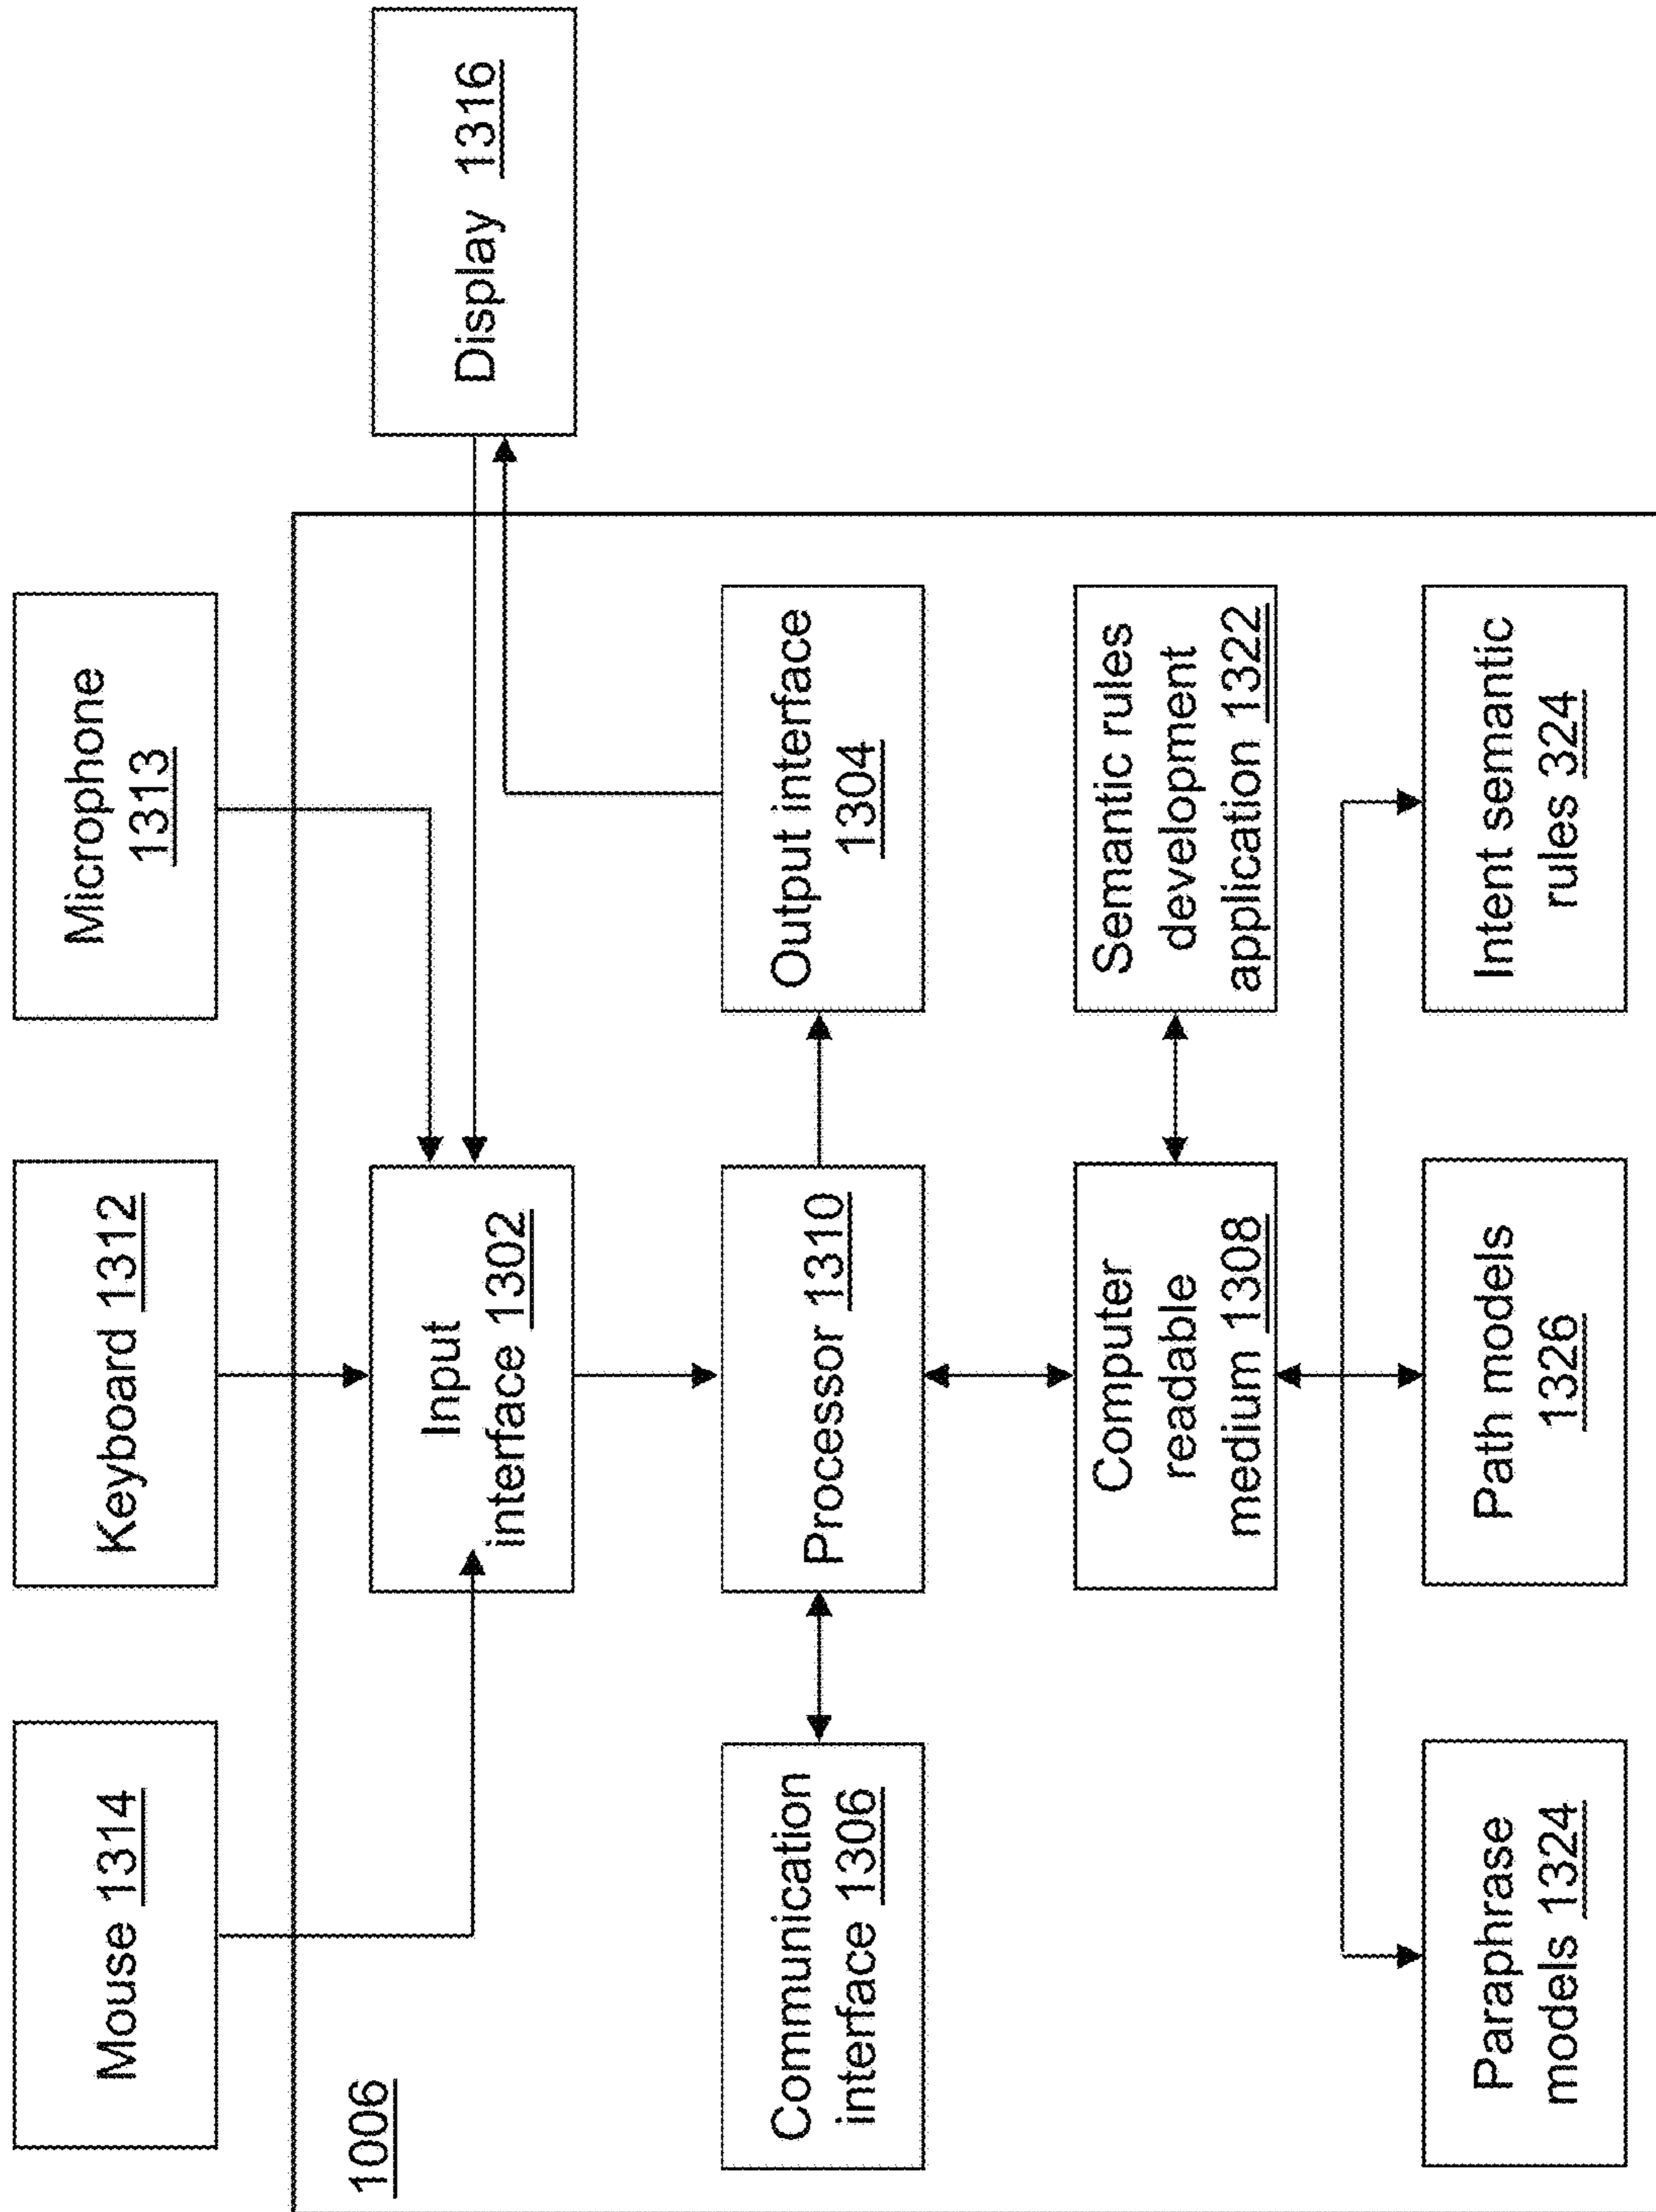 Mouse 1314
Keyboard 1312
Microphone
1313
1006
Input
interface 1302
Display 1316
Communication
interface 1306
Processor 1310
Output interface
1304
Computer
readable
medium 1308
Semantic rules
development
application 1322
Paraphrase
models 1324
Path models
1326
Intent semantic
rules 324